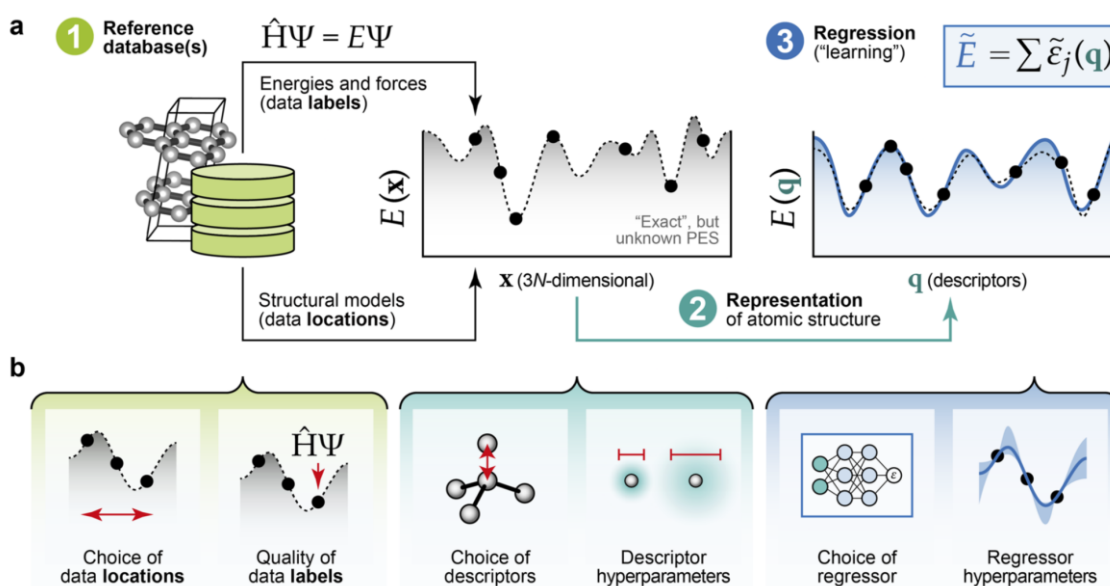 a
1 Reference
database(s)
ĤΨ = EΨ
Energies and forces
(data labels)
Structural models
(data locations)
E (x)
"Exact", but
unknown PES
x (3N-dimensional)
2 Representation
of atomic structure
3 Regression
("learning")
Ẽ = ∑ ε̃j(q)
E (q)
q (descriptors)
b
ĤΨ
ε
Choice of
data locations
Quality of
data labels
Choice of
descriptors
Descriptor
hyperparameters
Choice of
regressor
Regressor
hyperparameters